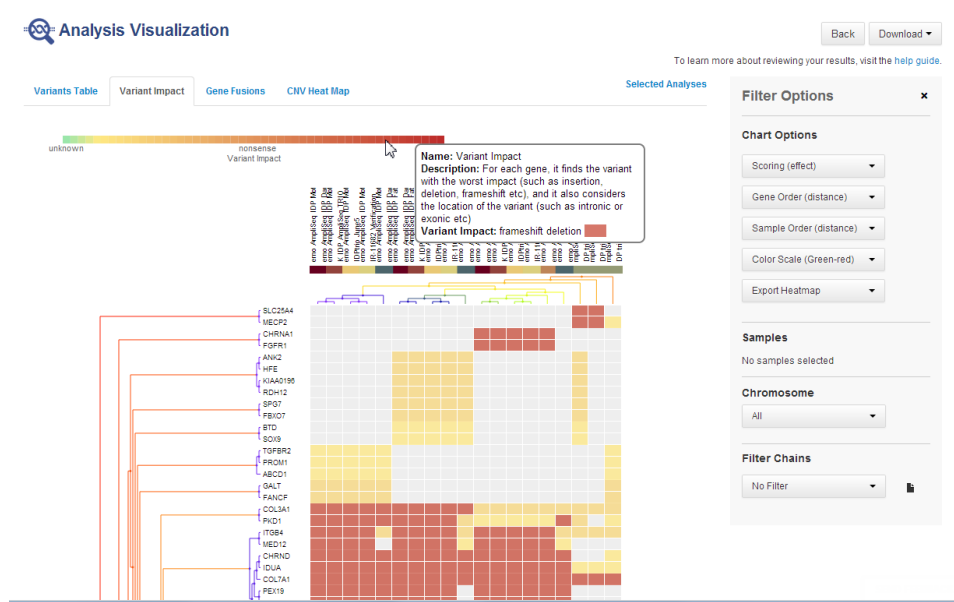 Analysis Visualization
Back
Download
To learn more about reviewing your results, visit the help guide.
Variants Table
Variant Impact
Gene Fusions
CNV Heat Map
Selected Analyses
unknown
nonsense
Variant Impact
Name: Variant Impact
Description: For each gene, it finds the variant
with the worst impact (such as insertion,
deletion, frameshift etc), and it also considers
the location of the variant (such as intronic or
exonic etc)
Variant Impact: frameshift deletion
SLC25A4
MECP2
CHRNA1
FGFR1
ANK2
HFE
KIAA0196
RDH12
SPG7
FBXO7
BTD
SOX9
TGFBR2
PROM1
ABCD1
GALT
FANCF
COL3A1
PKD1
ITGB4
MED12
CHRND
IDUA
COL7A1
PEX19
Filter Options
×
Chart Options
Scoring (effect)
Gene Order (distance)
Sample Order (distance)
Color Scale (Green-red)
Export Heatmap
Samples
No samples selected
Chromosome
All
Filter Chains
No Filter